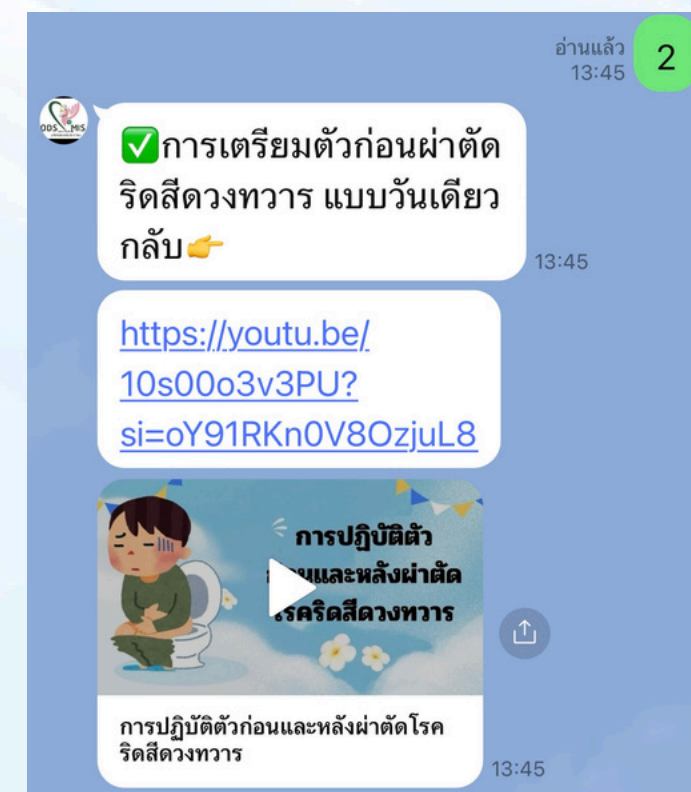 อ่านแล้ว
13:45
2
ODS MIS
✅การเตรียมตัวก่อนผ่าตัด
ริดสีดวงทวาร แบบวันเดียว
กลับ👉
13:45
https://youtu.be/
10s00o3v3PU?
si=oY91RKn0V8OzjuL8
การปฏิบัติตัว
และหลังผ่าตัด
โรคริดสีดวงทวาร
การปฏิบัติตัวก่อนและหลังผ่าตัดโรค
ริดสีดวงทวาร
13:45